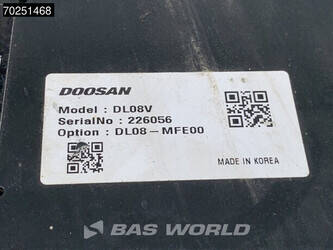 70251468
DOOSAN
Model : DL08V
SerialNo : 226056
Option : DL08-MFE00
MADE IN KOREA
BAS WORLD